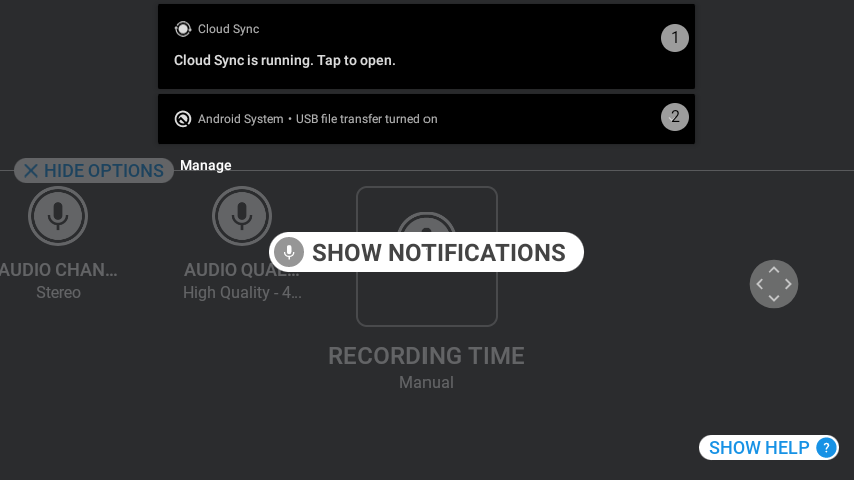 Cloud Sync
1
Cloud Sync is running. Tap to open.
Android System • USB file transfer turned on
2
Manage
HIDE OPTIONS
SHOW NOTIFICATIONS
AUDIO CHAN...
AUDIO QUAL...
Stereo
High Quality - 4...
RECORDING TIME
Manual
SHOW HELP ?